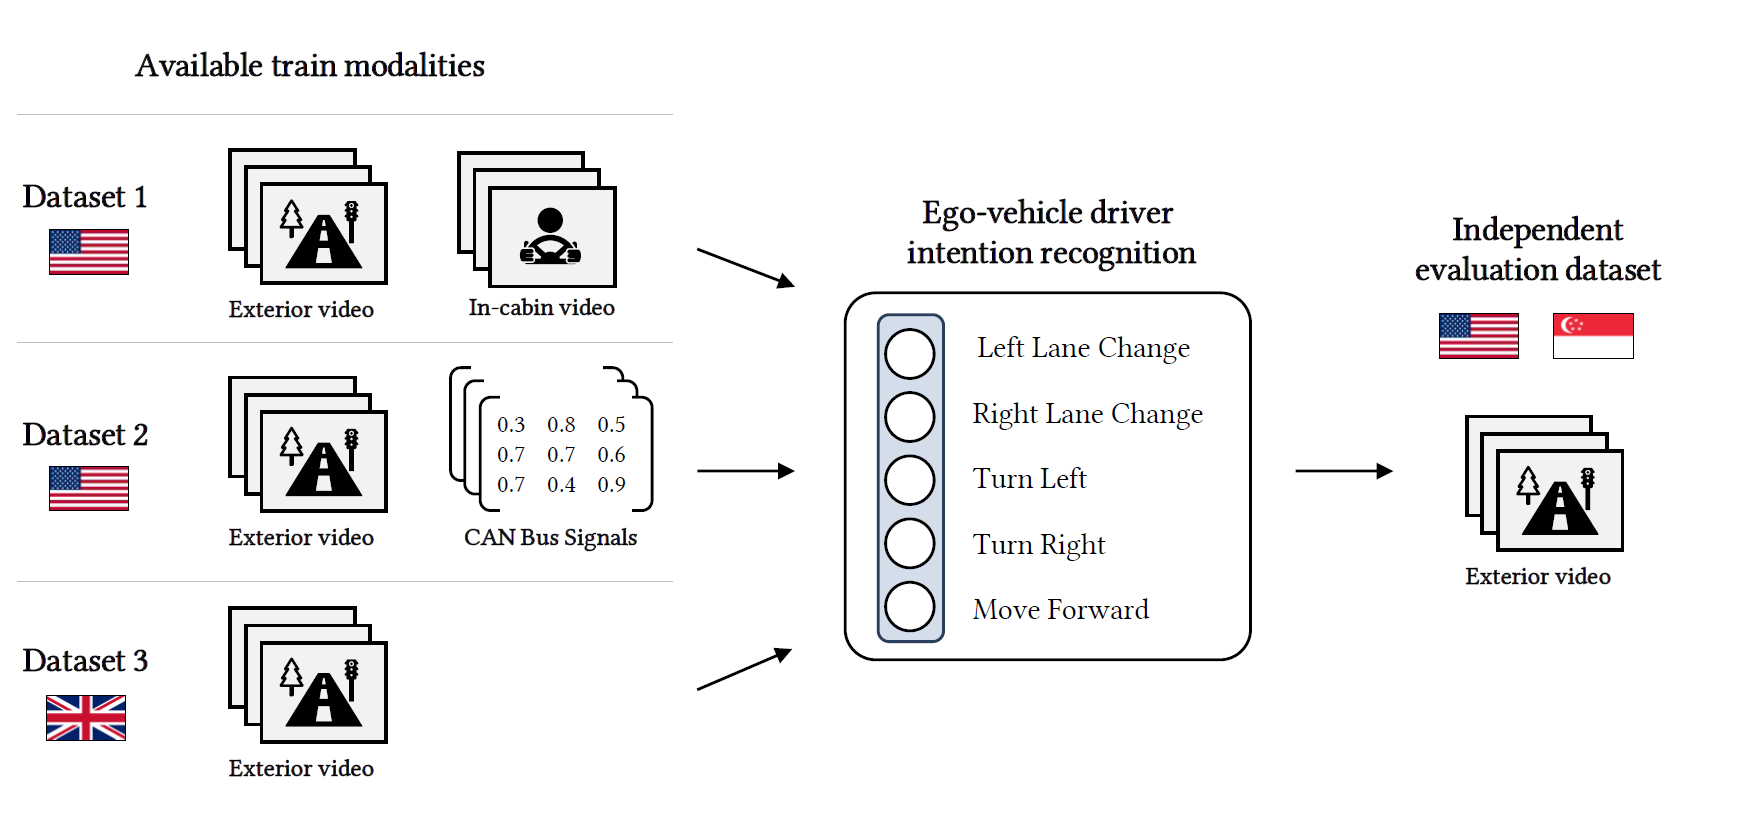 Available train modalities
Dataset 1
Exterior video
In-cabin video
Dataset 2
0.3 0.8 0.5
0.7 0.7 0.6
0.7 0.4 0.9
Exterior video
CAN Bus Signals
Dataset 3
Exterior video
Ego-vehicle driver
intention recognition
Left Lane Change
Right Lane Change
Turn Left
Turn Right
Move Forward
Independent
evaluation dataset
Exterior video